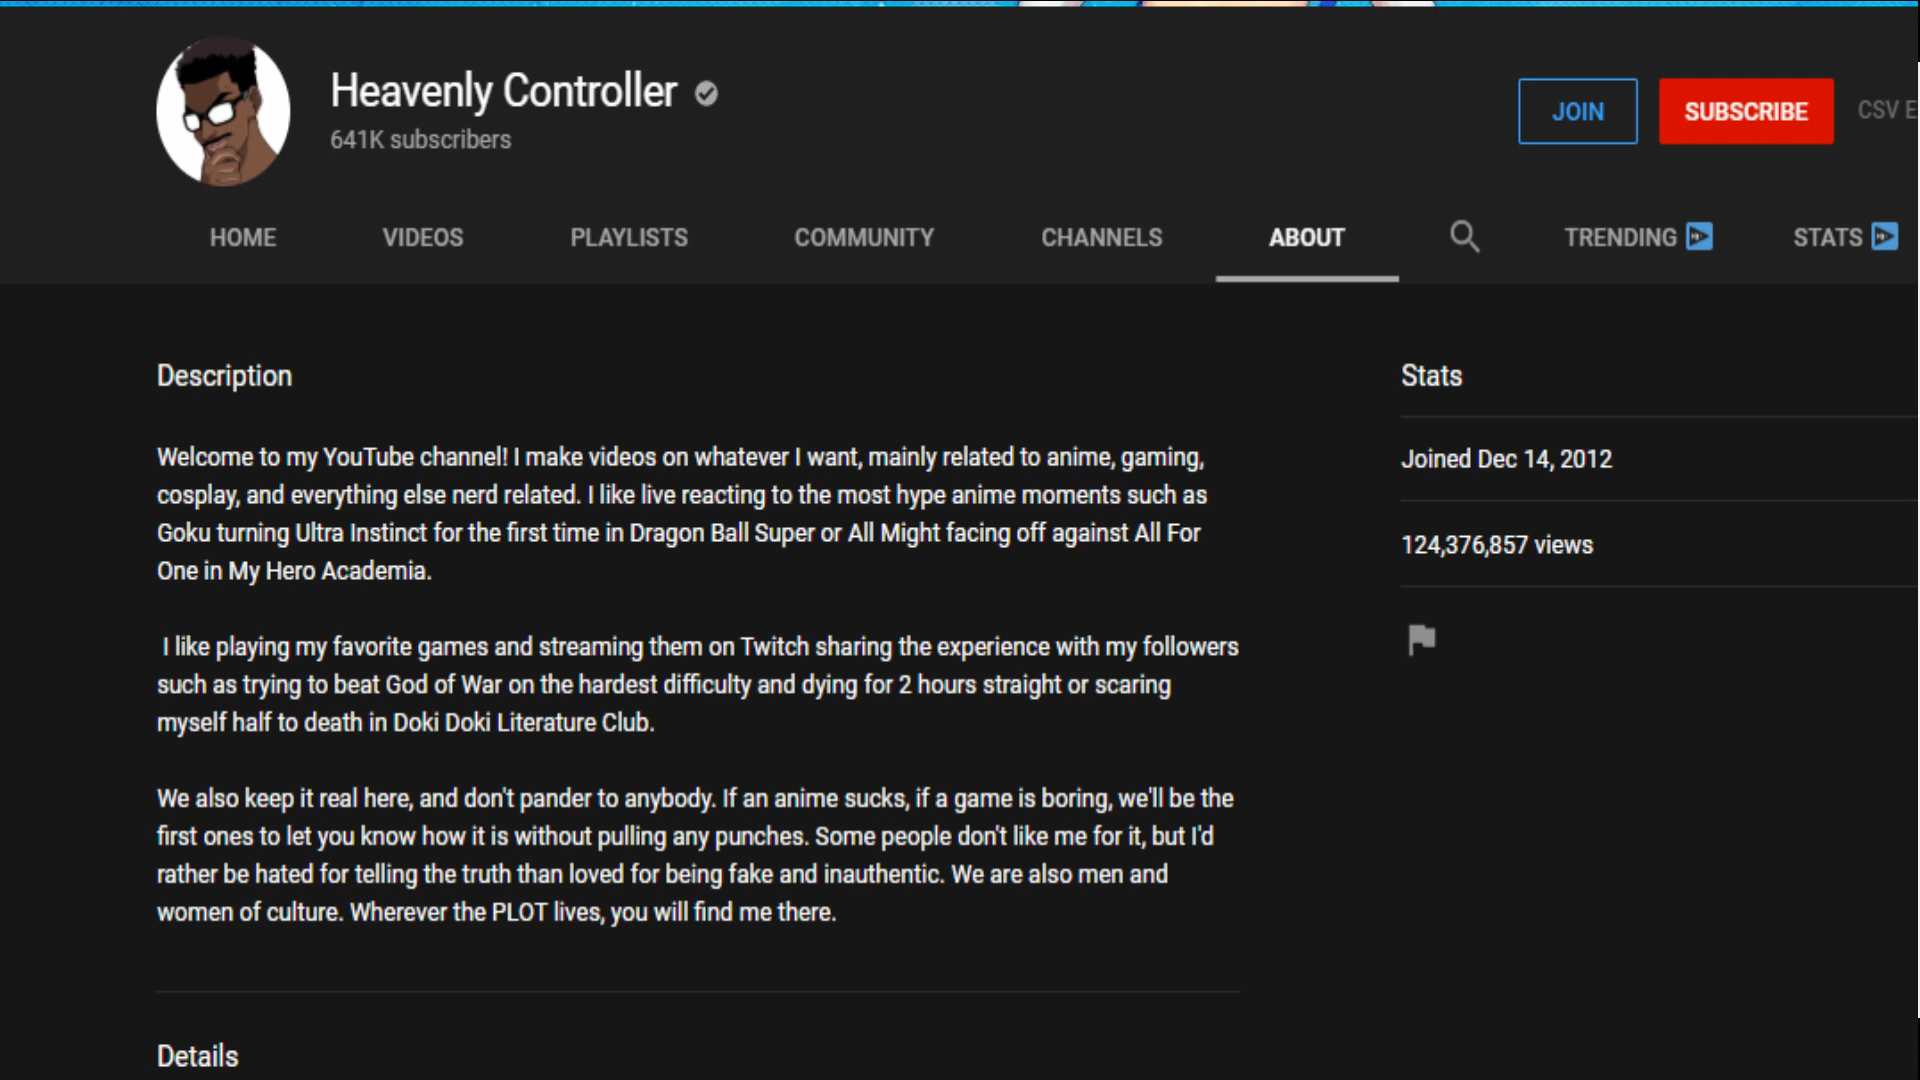 Heavenly Controller
641K subscribers
JOIN
SUBSCRIBE
CSV E
HOME
VIDEOS
PLAYLISTS
COMMUNITY
CHANNELS
ABOUT
TRENDING
STATS
Description
Welcome to my YouTube channel! I make videos on whatever I want, mainly related to anime, gaming,
cosplay, and everything else nerd related. I like live reacting to the most hype anime moments such as
Goku turning Ultra Instinct for the first time in Dragon Ball Super or All Might facing off against All For
One in My Hero Academia.
I like playing my favorite games and streaming them on Twitch sharing the experience with my followers
such as trying to beat God of War on the hardest difficulty and dying for 2 hours straight or scaring
myself half to death in Doki Doki Literature Club.
We also keep it real here, and don't pander to anybody. If an anime sucks, if a game is boring, we'll be the
first ones to let you know how it is without pulling any punches. Some people don't like me for it, but I'd
rather be hated for telling the truth than loved for being fake and inauthentic. We are also men and
women of culture. Wherever the PLOT lives, you will find me there.
Stats
Joined Dec 14, 2012
124,376,857 views
Details